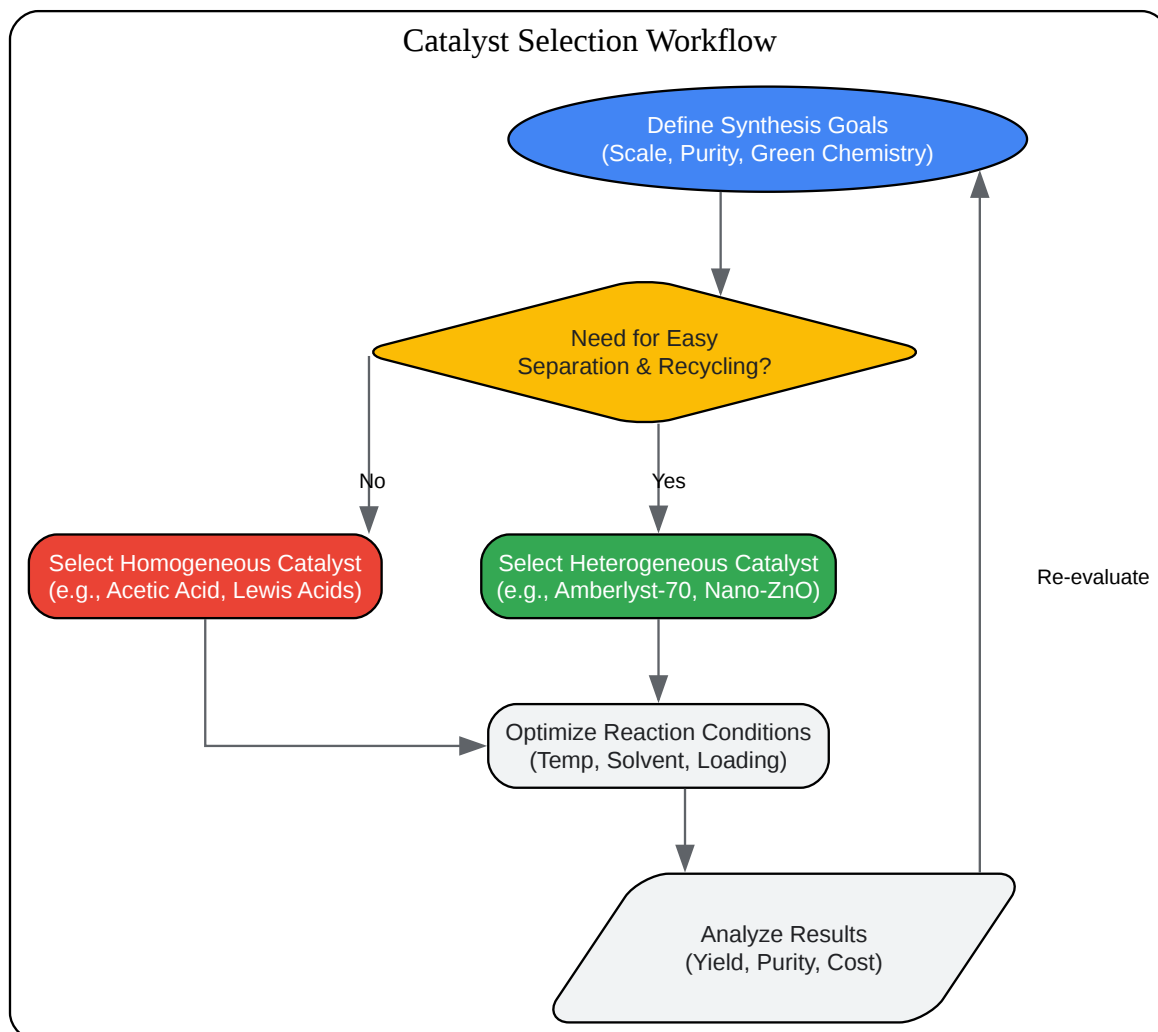 Catalyst Selection Workflow
Define Synthesis Goals
(Scale, Purity, Green Chemistry)
Need for Easy
Separation & Recycling?
No
Yes
Select Homogeneous Catalyst
(e.g., Acetic Acid, Lewis Acids)
Select Heterogeneous Catalyst
(e.g., Amberlyst-70, Nano-ZnO)
Re-evaluate
Optimize Reaction Conditions
(Temp, Solvent, Loading)
Analyze Results
(Yield, Purity, Cost)